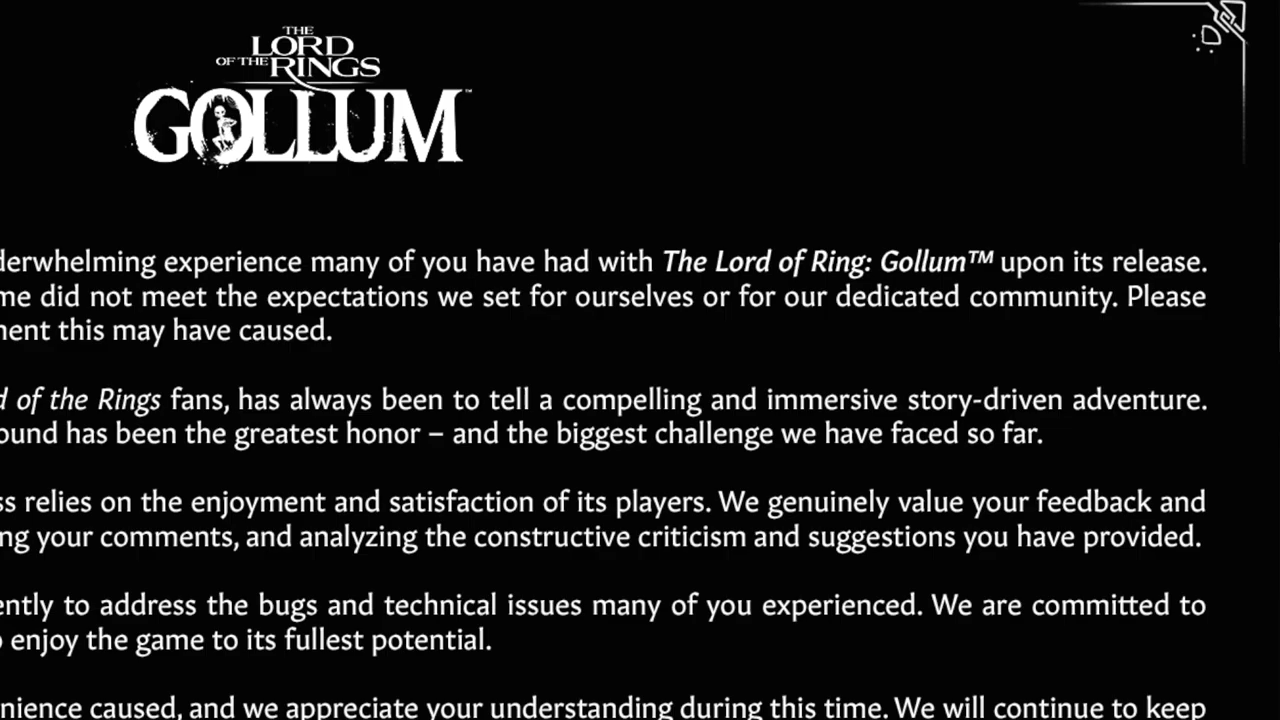 THE
LORD
OF THE RINGS
GOLLUM™
derwhelming experience many of you have had with The Lord of Ring: Gollum™ upon its release.
me did not meet the expectations we set for ourselves or for our dedicated community. Please
ment this may have caused.
d of the Rings fans, has always been to tell a compelling and immersive story-driven adventure.
ound has been the greatest honor – and the biggest challenge we have faced so far.
ss relies on the enjoyment and satisfaction of its players. We genuinely value your feedback and
ng your comments, and analyzing the constructive criticism and suggestions you have provided.
ently to address the bugs and technical issues many of you experienced. We are committed to
o enjoy the game to its fullest potential.
nience caused, and we appreciate your understanding during this time. We will continue to keep